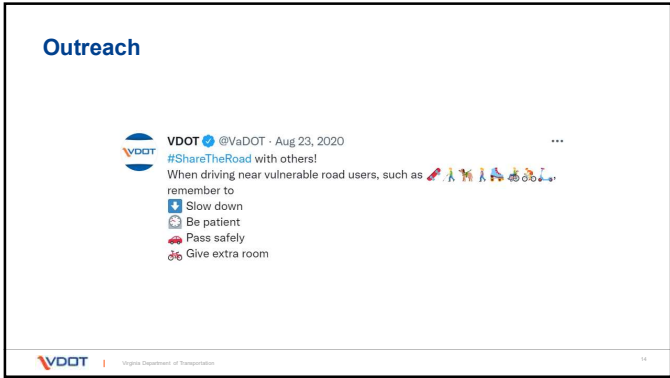 Outreach
VDOT @VaDOT · Aug 23, 2020
VDOT
#ShareTheRoad with others!
When driving near vulnerable road users, such as 🛹🚶🐕‍🦺🚶🛼👨‍🦽🚴🛴,
remember to
⬇️ Slow down
⏲️ Be patient
🚗 Pass safely
🚲 Give extra room
VDOT | Virginia Department of Transportation
14